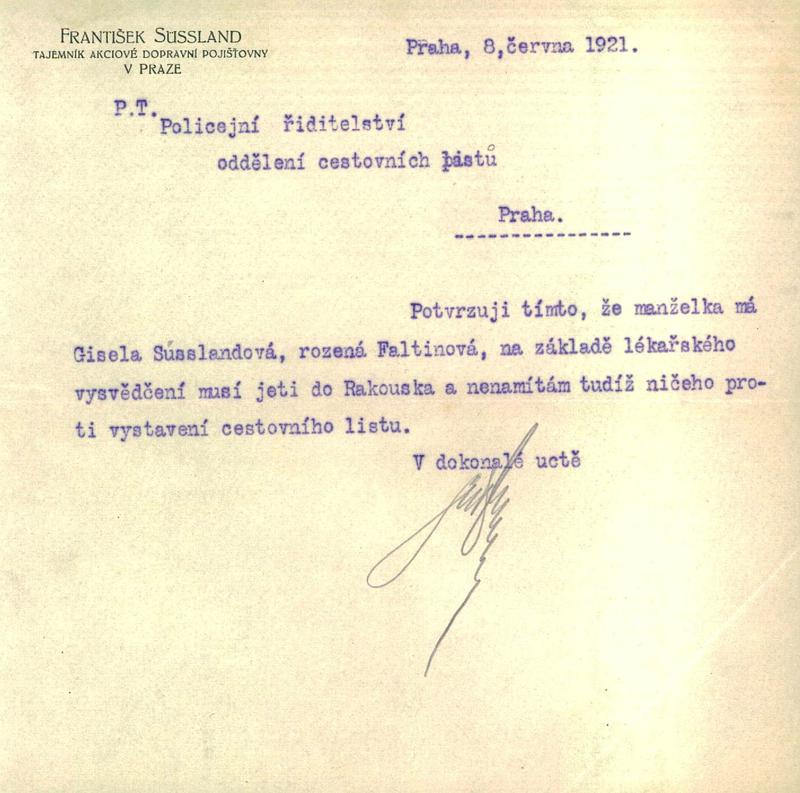 FRANTIŠEK SÜSSLAND
TAJEMNÍK AKCIOVÉ DOPRAVNÍ POJIŠŤOVNY
V PRAZE
Praha, 8,června 1921.
P.T.
Policejní řiditelství
oddělení cestovních pasů
Praha.
----------------
Potvrzuji tímto, že manželka má
Gisela Süsslandová, rozená Faltinová, na základě lékařského
vysvědčení musí jeti do Rakouska a nenamítám tudíž ničeho pro-
ti vystavení cestovního listu.
V dokonalé uctě